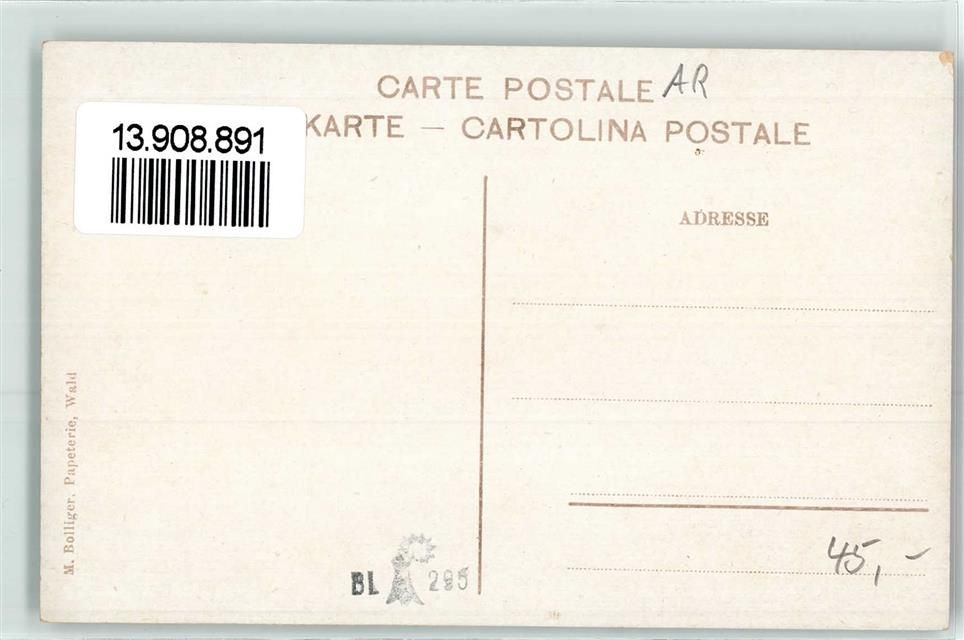 CARTE POSTALE AR
13.908.891
KARTE — CARTOLINA POSTALE
ADRESSE
M. Bolliger, Papeterie, Wald
45,-
BL 295